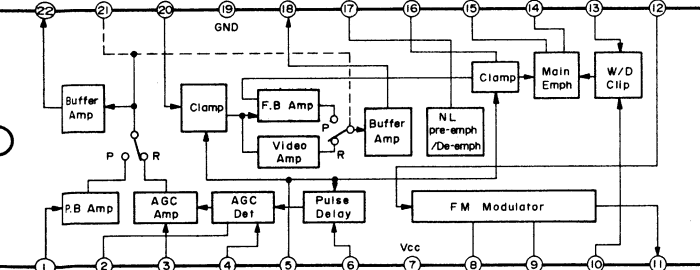 22 21 20 19 18 17 16 15 14 13 12
GND
Buffer
Amp
Clamp
F.B Amp
P
R
Video
Amp
Buffer
Amp
NL
pre-emph
/De-emph
Clamp
Main
Emph
W/D
Clip
P R
P.B Amp
AGC
Amp
AGC
Det
Pulse
Delay
FM Modulator
Vcc
1 2 3 4 5 6 7 8 9 10 11